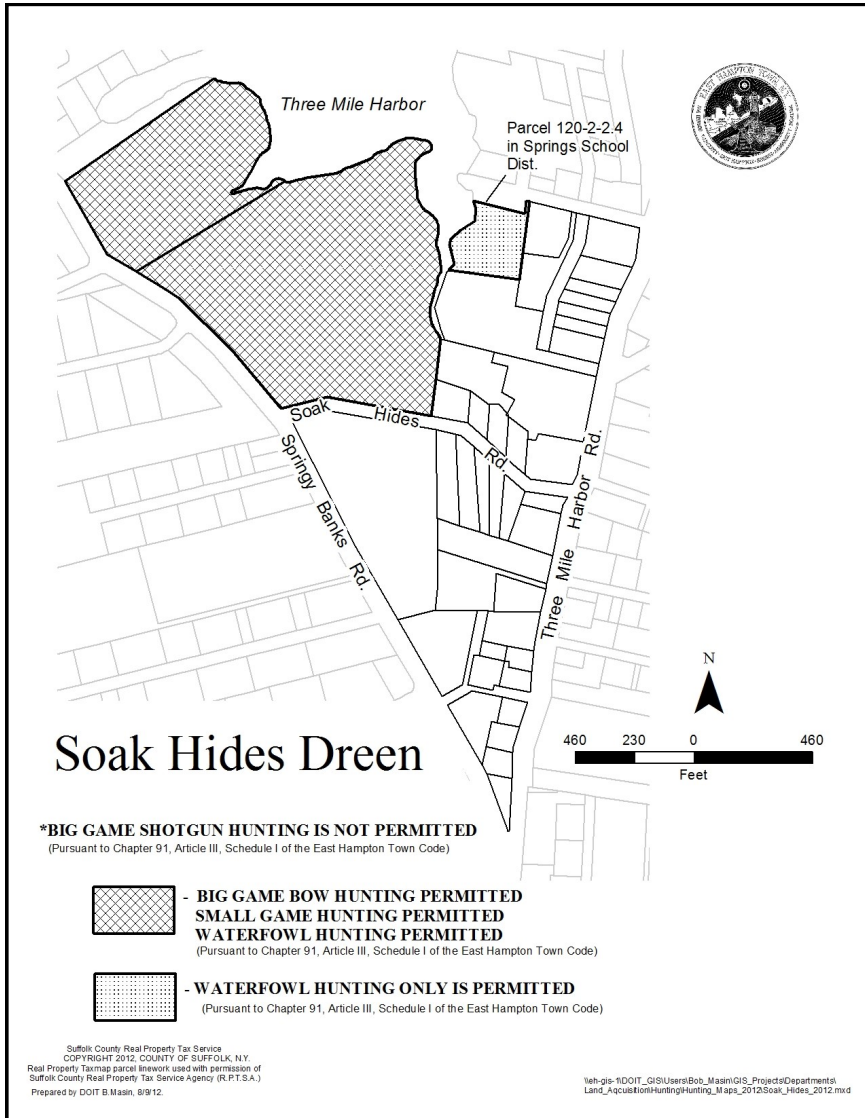 Three Mile Harbor
Parcel 120-2-2.4
in Springs School
Dist.
EAST HAMPTON TOWN N.Y.
Soak Hides Rd.
Springy Banks Rd.
Three Mile Harbor Rd.
N
460 230 0 460
Feet
Soak Hides Dreen
*BIG GAME SHOTGUN HUNTING IS NOT PERMITTED
(Pursuant to Chapter 91, Article III, Schedule I of the East Hampton Town Code)
- BIG GAME BOW HUNTING PERMITTED
SMALL GAME HUNTING PERMITTED
WATERFOWL HUNTING PERMITTED
(Pursuant to Chapter 91, Article III, Schedule I of the East Hampton Town Code)
- WATERFOWL HUNTING ONLY IS PERMITTED
(Pursuant to Chapter 91, Article III, Schedule I of the East Hampton Town Code)
Suffolk County Real Property Tax Service
COPYRIGHT 2012, COUNTY OF SUFFOLK, N.Y.
Real Property Taxmap parcel linework used with permission of
Suffolk County Real Property Tax Service Agency (R.P.T.S.A.)
Prepared by DOIT B.Masin, 8/9/12.
\\eh-gis-1\DOIT_GIS\Users\Bob_Masin\GIS_Projects\Departments\
Land_Aqcuisition\Hunting\Hunting_Maps_2012\Soak_Hides_2012.mxd